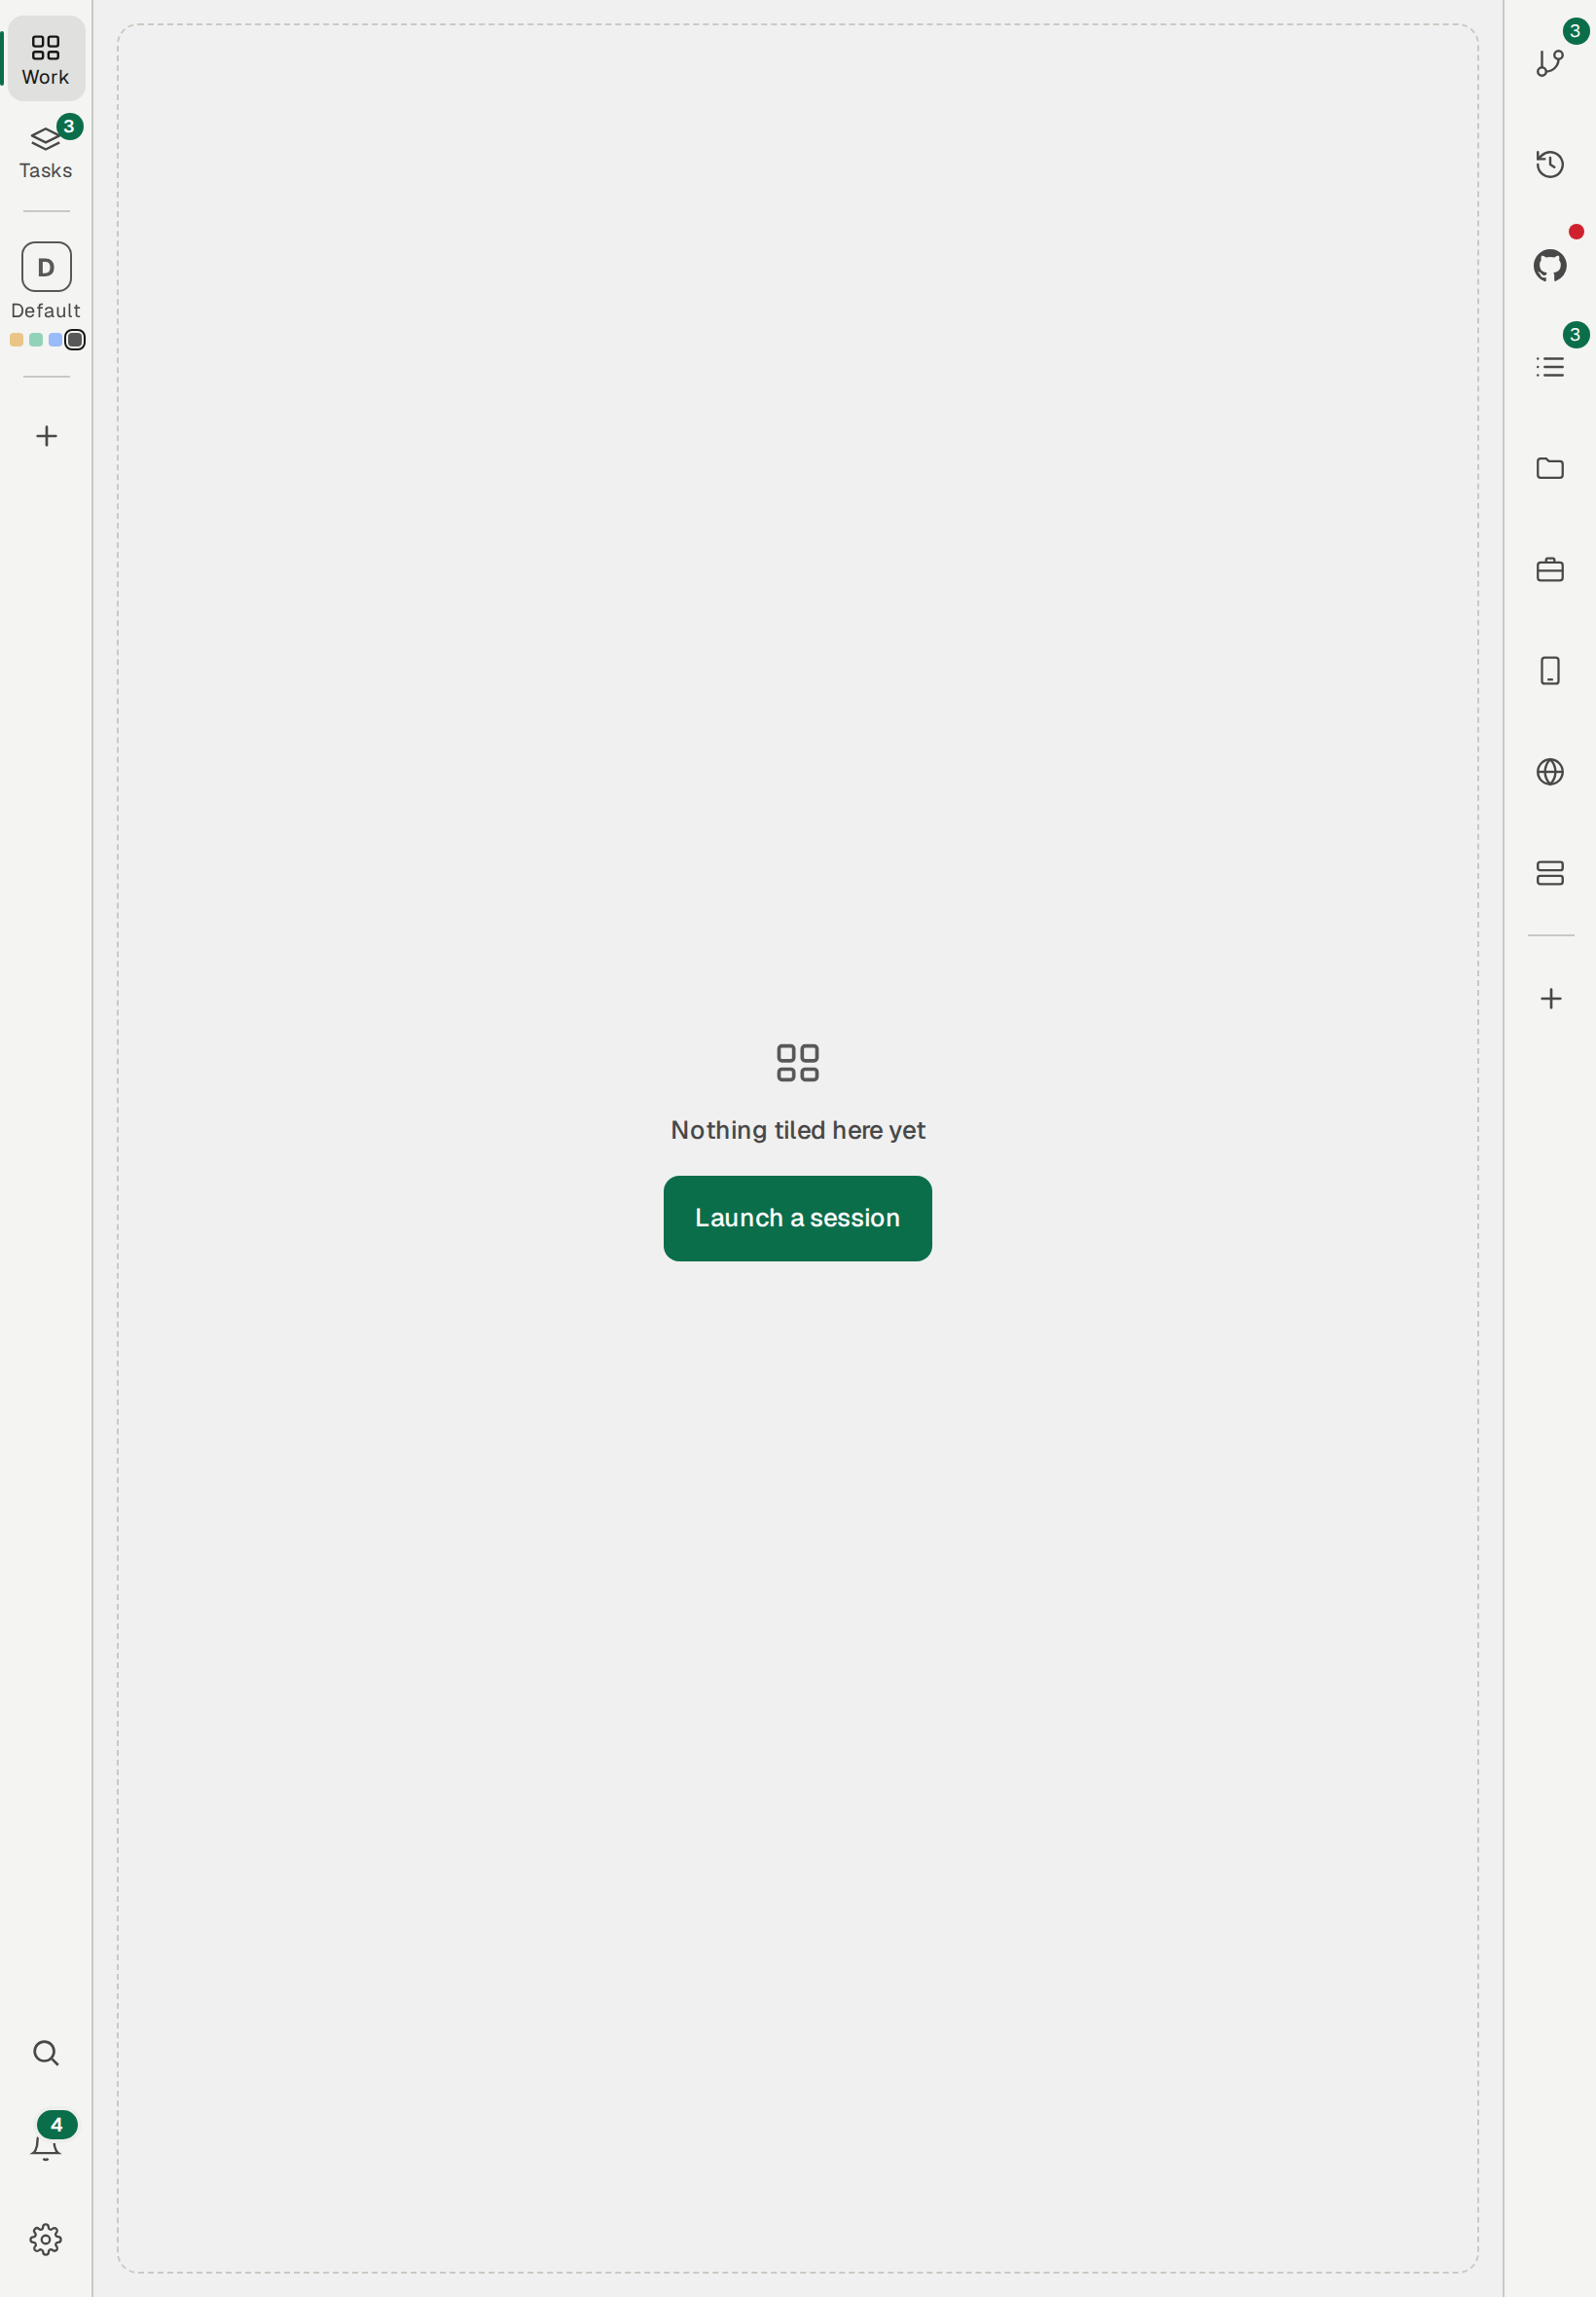 Work
3
Tasks
D
Default
Nothing tiled here yet
Launch a session
4
3
3